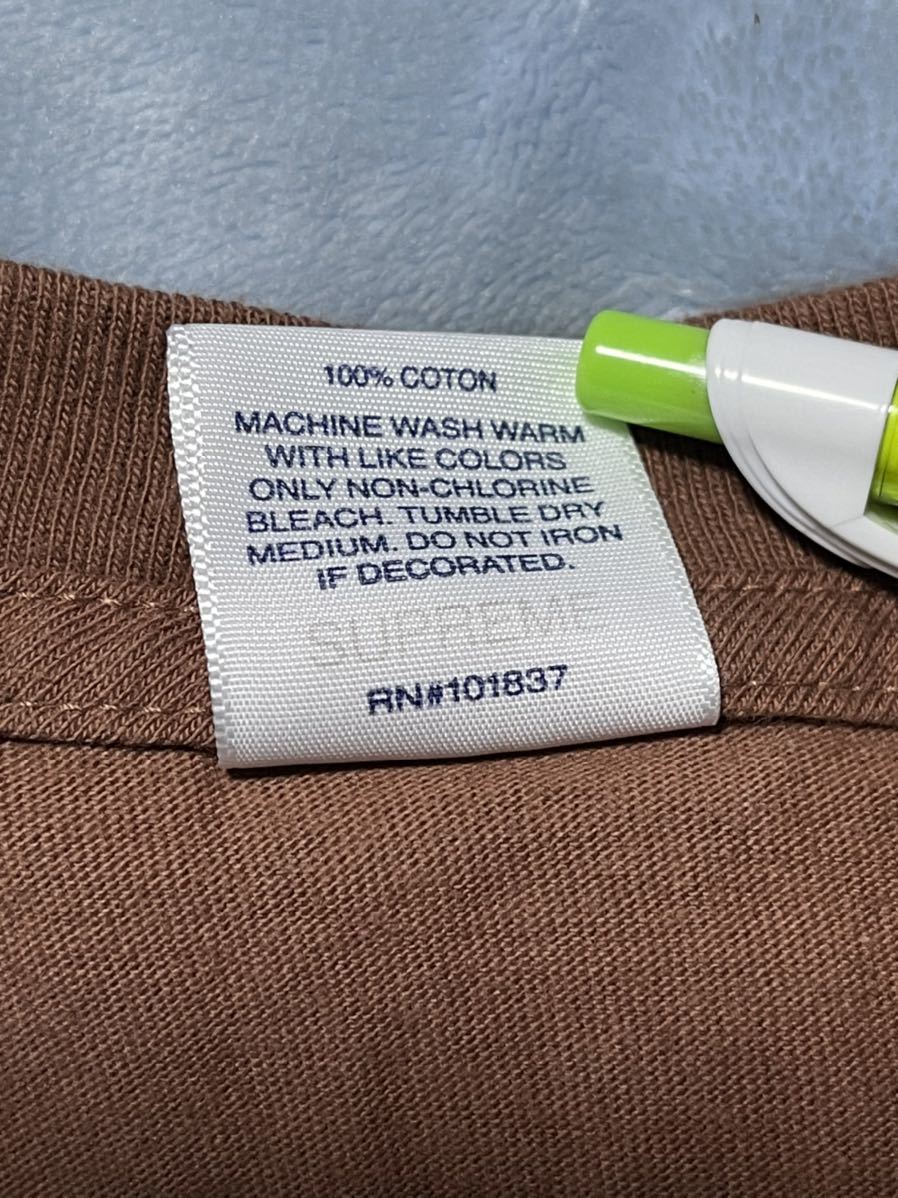 100% COTON
MACHINE WASH WARM
WITH LIKE COLORS
ONLY NON-CHLORINE
BLEACH. TUMBLE DRY
MEDIUM. DO NOT IRON
IF DECORATED.
SUPREME
RN#101837